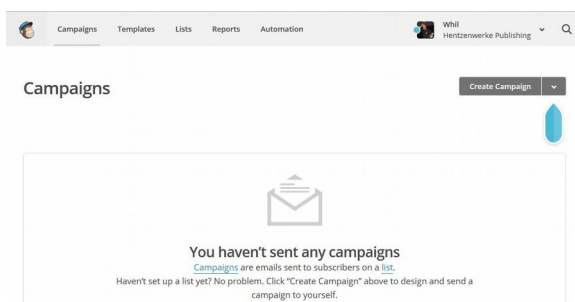 Campaigns Templates Lists Reports Automation
Whil
Hentzenwerke Publishing
Campaigns
Create Campaign
You haven't sent any campaigns
Campaigns are emails sent to subscribers on a list.
Haven't set up a list yet? No problem. Click "Create Campaign" above to design and send a
campaign to yourself.